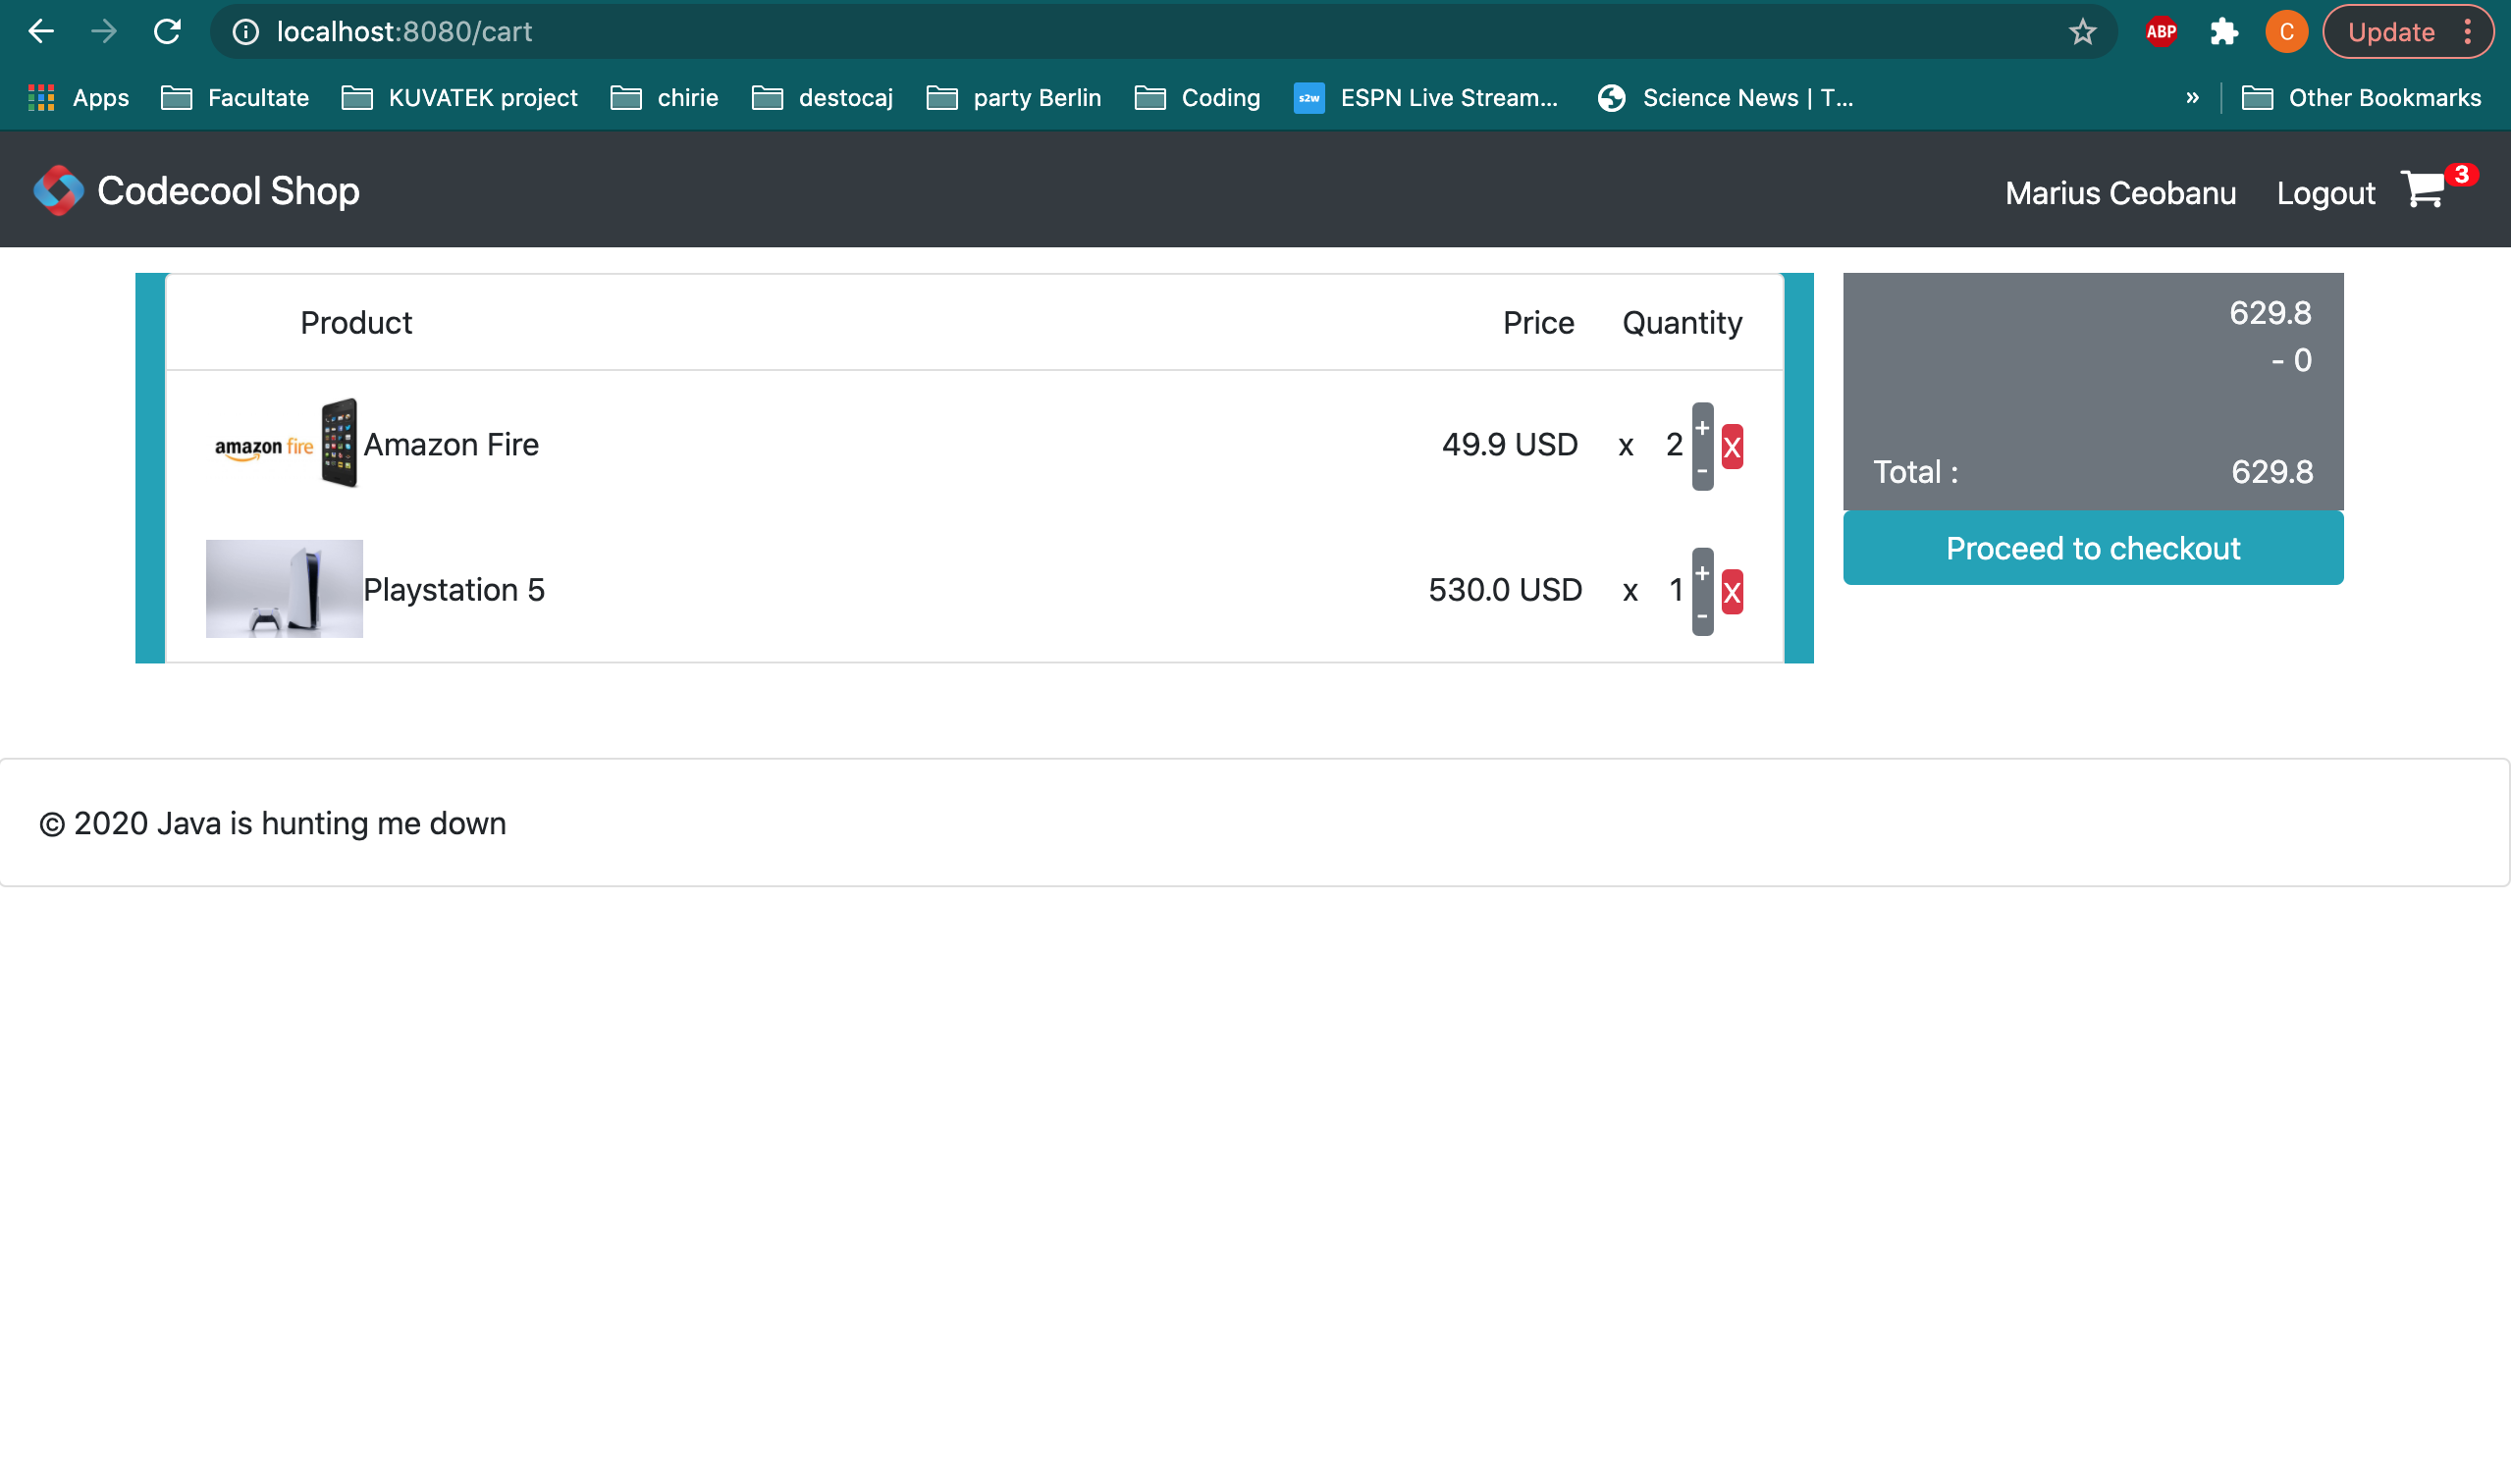 localhost:8080/cart
ABP
C
Update
Apps
Facultate
KUVATEK project
chirie
destocaj
party Berlin
Coding
s2w
ESPN Live Stream...
Science News | T...
»
Other Bookmarks
Codecool Shop
Marius Ceobanu
Logout
3
Product
Price
Quantity
amazon fire
Amazon Fire
49.9 USD
x
2
+
-
X
Playstation 5
530.0 USD
x
1
+
-
X
629.8
- 0
Total :
629.8
Proceed to checkout
© 2020 Java is hunting me down